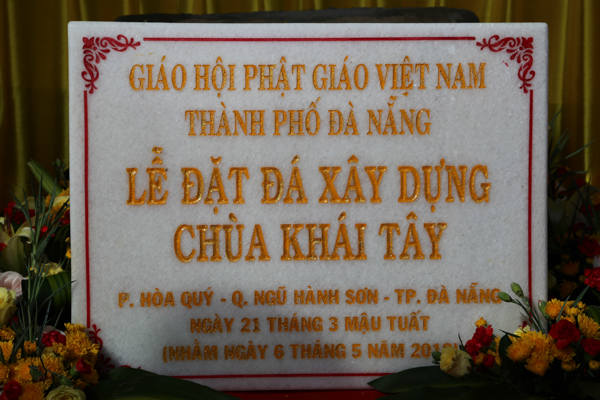 GIÁO HỘI PHẬT GIÁO VIỆT NAM
THÀNH PHỐ ĐÀ NẴNG
LỄ ĐẶT ĐÁ XÂY DỰNG
CHÙA KHÁI TÂY
P. HÒA QUÝ - Q. NGŨ HÀNH SƠN - TP. ĐÀ NẴNG
NGÀY 21 THÁNG 3 MẬU TUẤT
(NHẰM NGÀY 6 THÁNG 5 NĂM